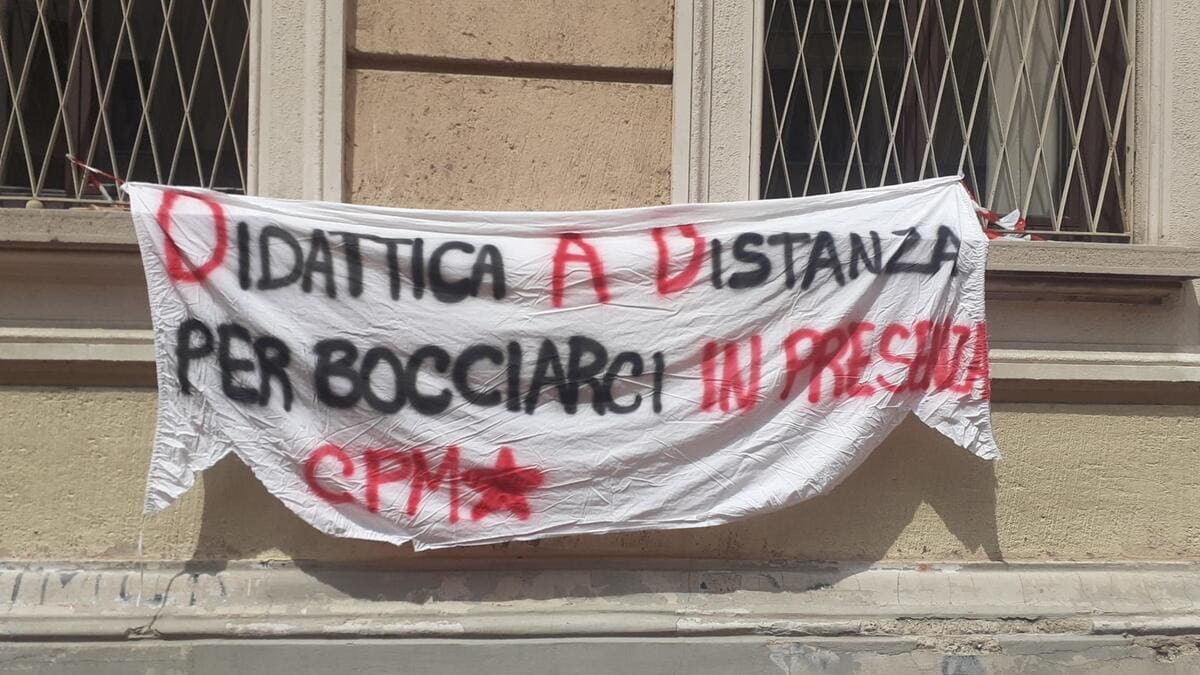 DIDATTICA A DISTANZA
PER BOCCIARCI IN PRESENZA
CPM★